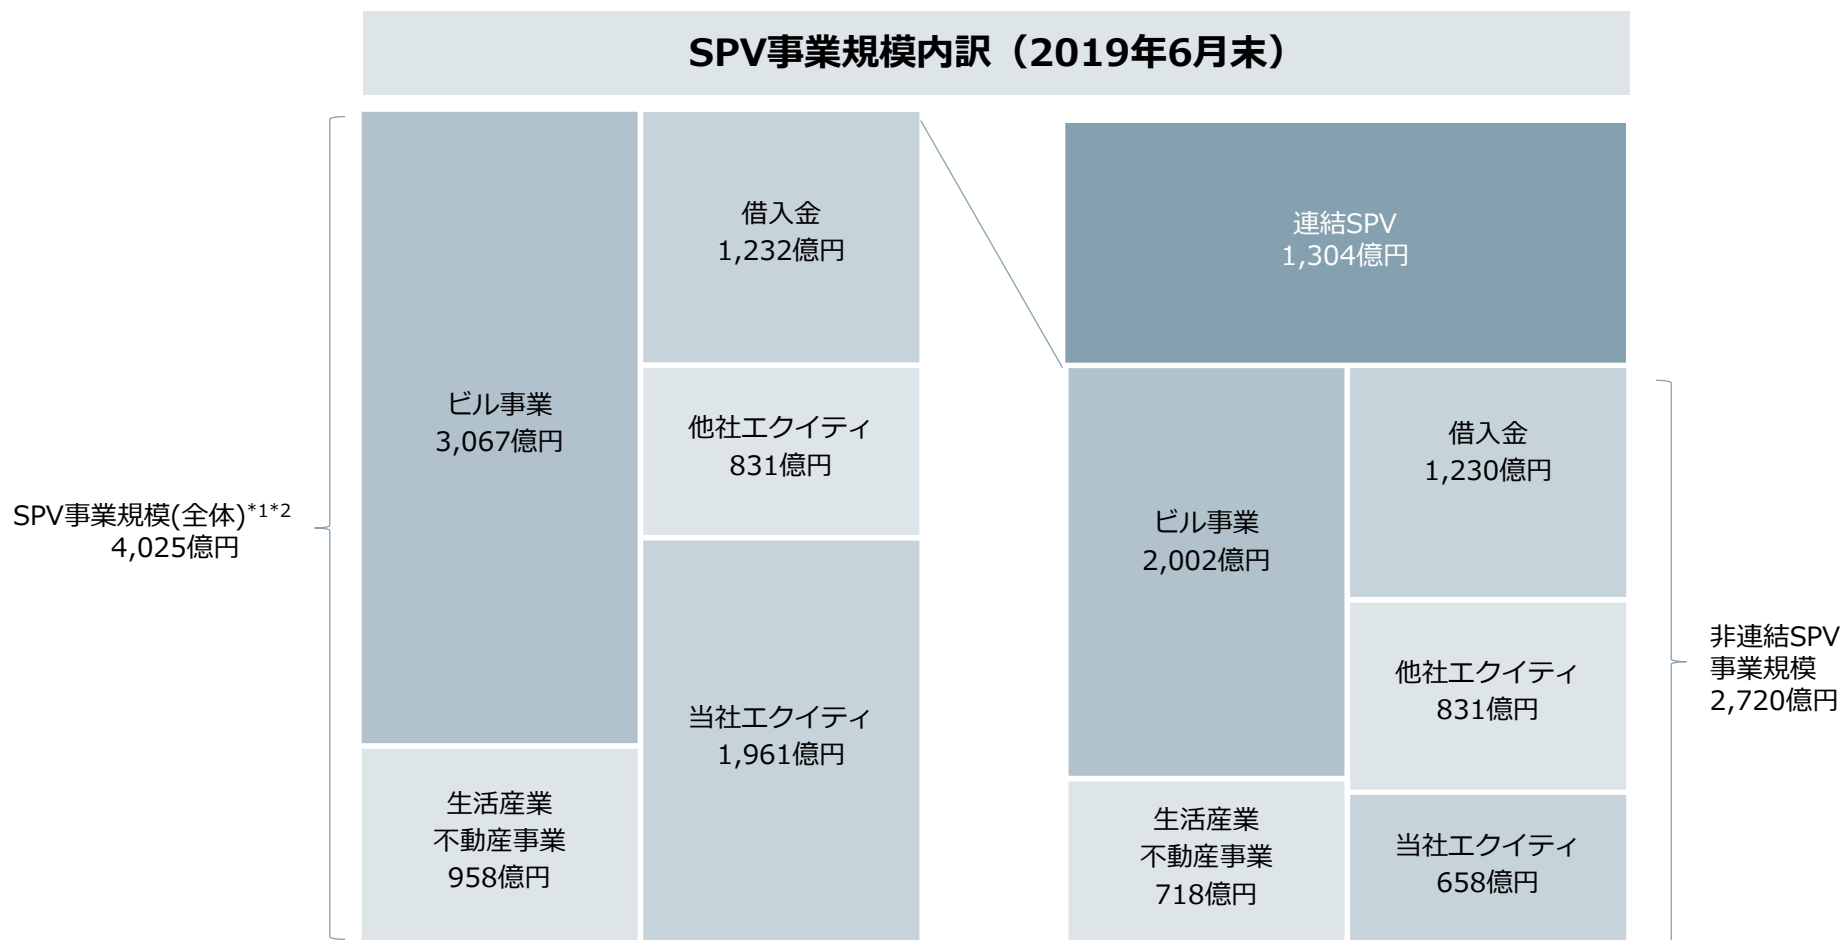 SPV事業規模内訳（2019年6月末）
SPV事業規模(全体)*1*2
4,025億円
ビル事業
3,067億円
生活産業
不動産事業
958億円
借入金
1,232億円
他社エクイティ
831億円
当社エクイティ
1,961億円
連結SPV
1,304億円
ビル事業
2,002億円
生活産業
不動産事業
718億円
借入金
1,230億円
他社エクイティ
831億円
当社エクイティ
658億円
非連結SPV
事業規模
2,720億円